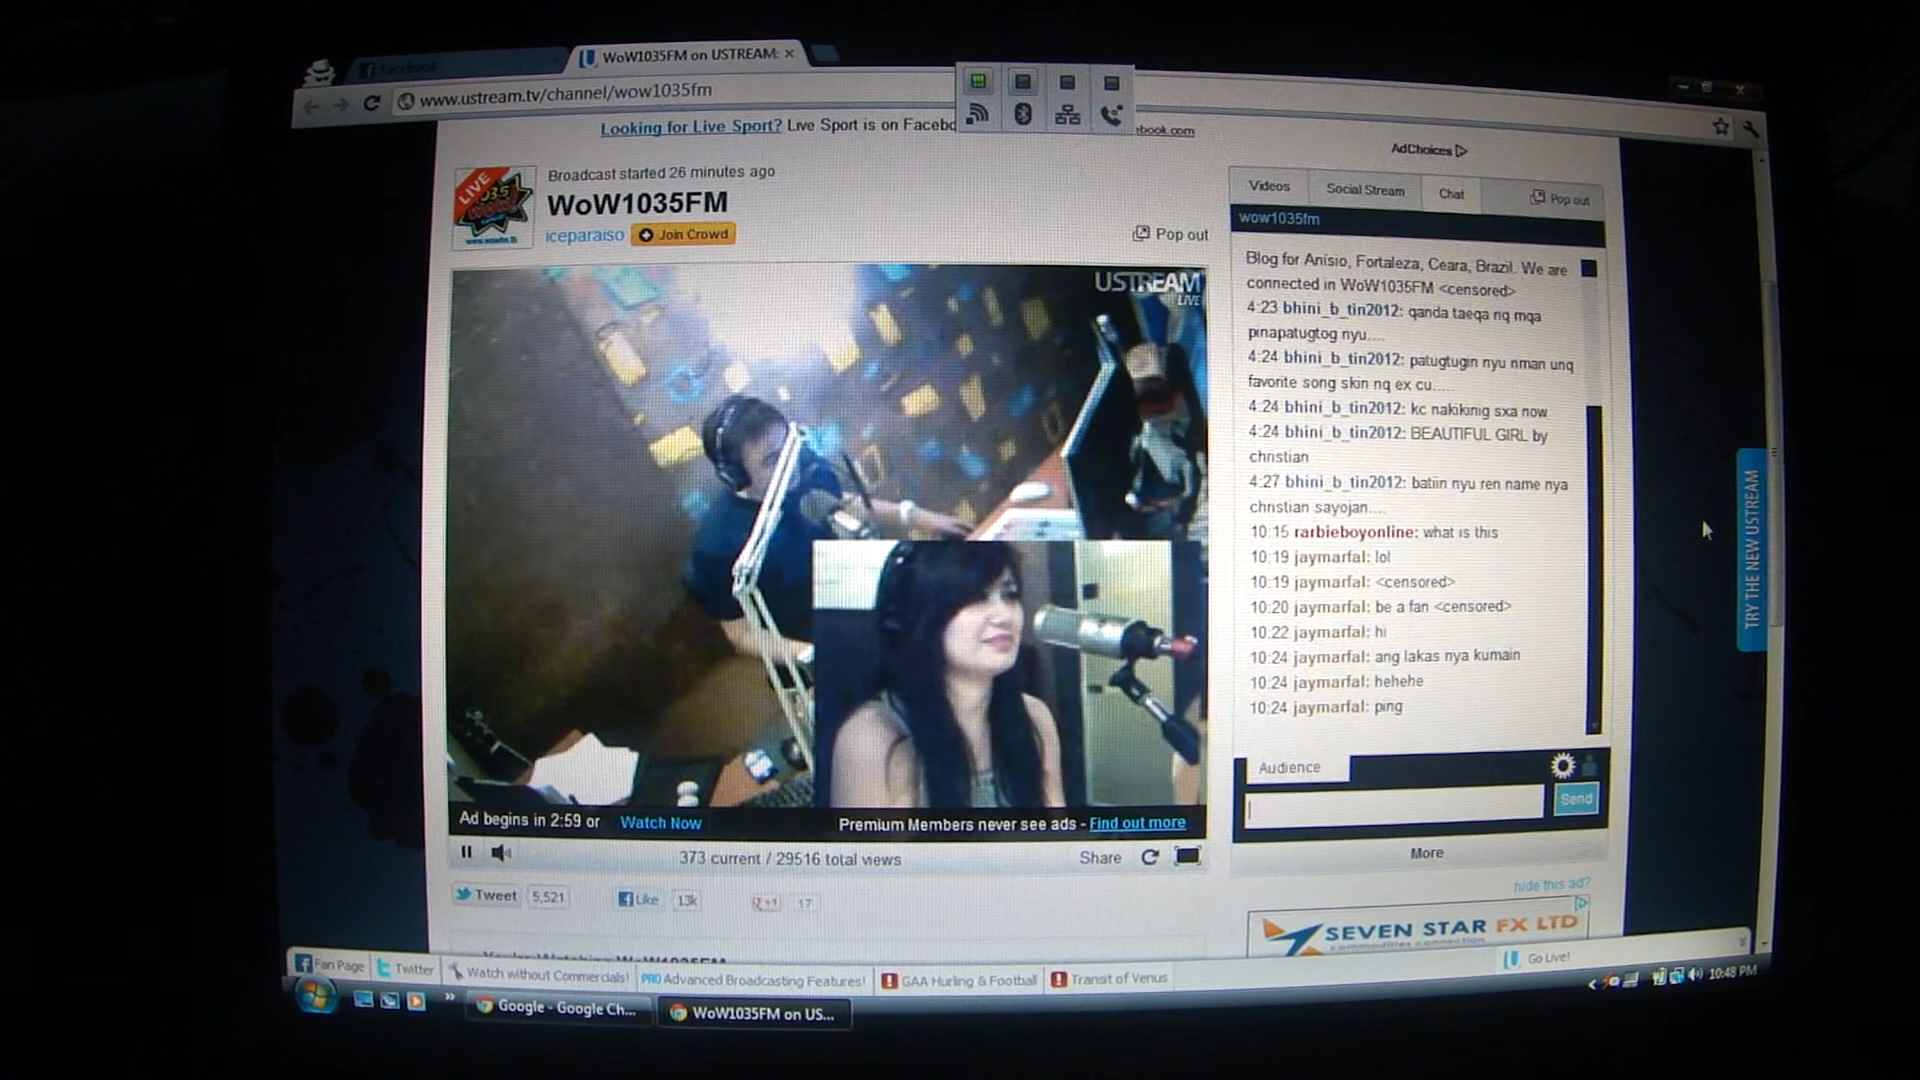 Facebook
WoW1035FM on USTREAM:
www.ustream.tv/channel/wow1035fm
Looking for Live Sport? Live Sport is on Facebo
book.com
AdChoices
LIVE
Broadcast started 26 minutes ago
WoW1035FM
iceparaiso
Join Crowd
Pop out
USTREAM
LIVE
Videos
Social Stream
Chat
Pop out
wow1035fm
Blog for Anísio, Fortaleza, Ceara, Brazil. We are
connected in WoW1035FM <censored>
4:23 bhini_b_tin2012: qanda taeqa nq mqa
pinapatugtog nyu....
4:24 bhini_b_tin2012: patugtugin nyu nman unq
favorite song skin nq ex cu.....
4:24 bhini_b_tin2012: kc nakikinig sxa now
4:24 bhini_b_tin2012: BEAUTIFUL GIRL by
christian
4:27 bhini_b_tin2012: batiin nyu ren name nya
christian sayojan....
10:15 rarbieboyonline: what is this
10:19 jaymarfal: lol
10:19 jaymarfal: <censored>
10:20 jaymarfal: be a fan <censored>
10:22 jaymarfal: hi
10:24 jaymarfal: ang lakas nya kumain
10:24 jaymarfal: hehehe
10:24 jaymarfal: ping
TRY THE NEW USTREAM
Audience
Send
More
Ad begins in 2:59 or Watch Now
Premium Members never see ads - Find out more
373 current / 29516 total views
Share
Tweet 5,521
Like 13k
+1 17
hide this ad?
SEVEN STAR FX LTD
commodities connection
Go Live!
Fan Page
Twitter
Watch without Commercials!
PRO Advanced Broadcasting Features!
GAA Hurling & Football
Transit of Venus
Google - Google Ch...
WoW1035FM on US...
10:48 PM